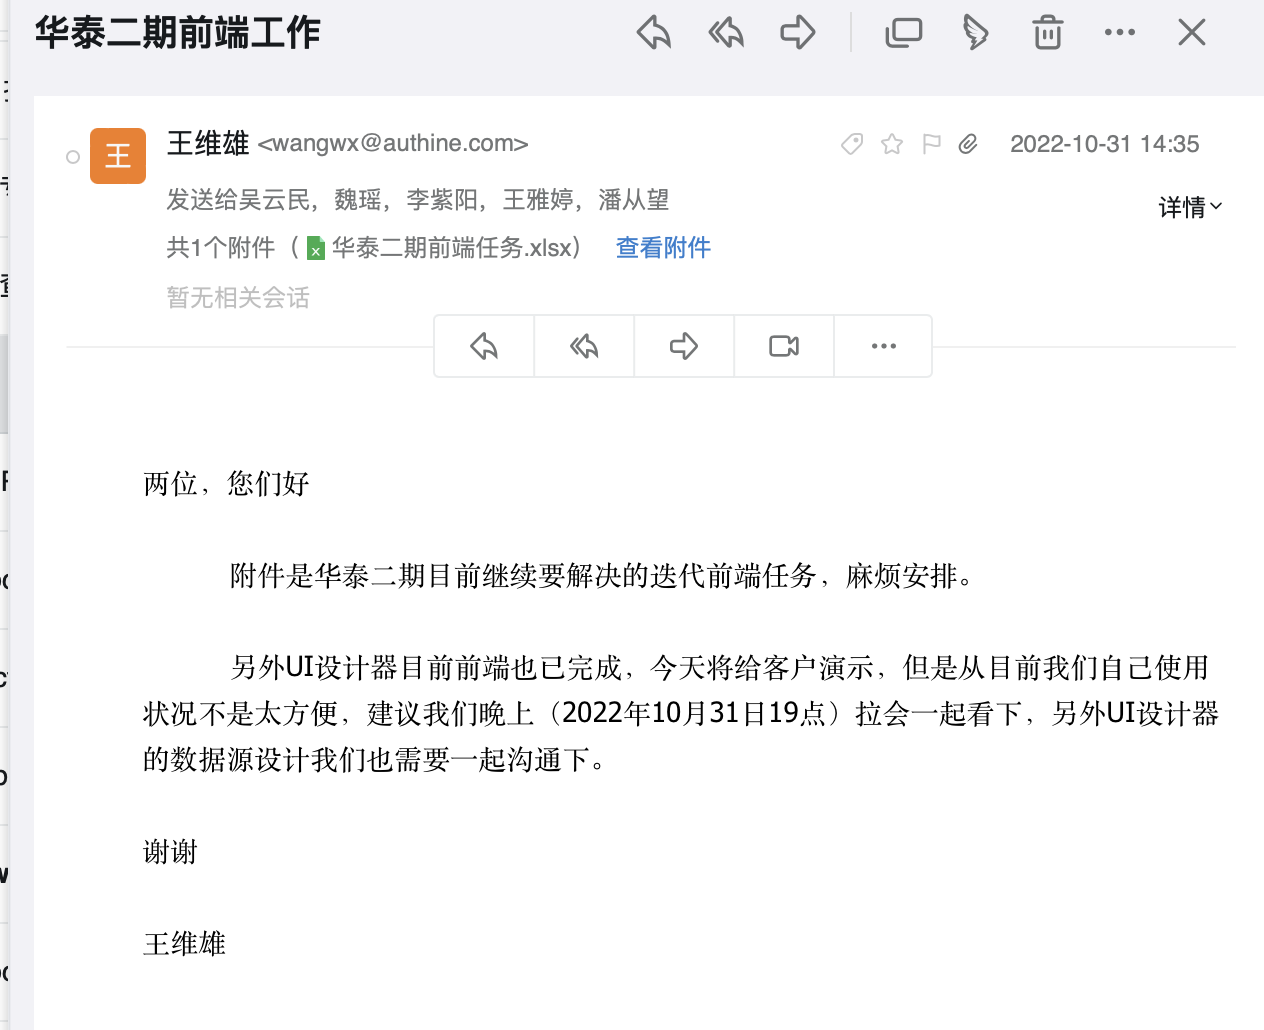 华泰二期前端工作
王
王维雄 <wangwx@authine.com>
2022-10-31 14:35
发送给吴云民，魏瑶，李紫阳，王雅婷，潘从望
详情
共1个附件（华泰二期前端任务.xlsx） 查看附件
暂无相关会话
两位，您们好
附件是华泰二期目前继续要解决的迭代前端任务，麻烦安排。
另外UI设计器目前前端也已完成，今天将给客户演示，但是从目前我们自己使用
状况不是太方便，建议我们晚上（2022年10月31日19点）拉会一起看下，另外UI设计器
的数据源设计我们也需要一起沟通下。
谢谢
王维雄